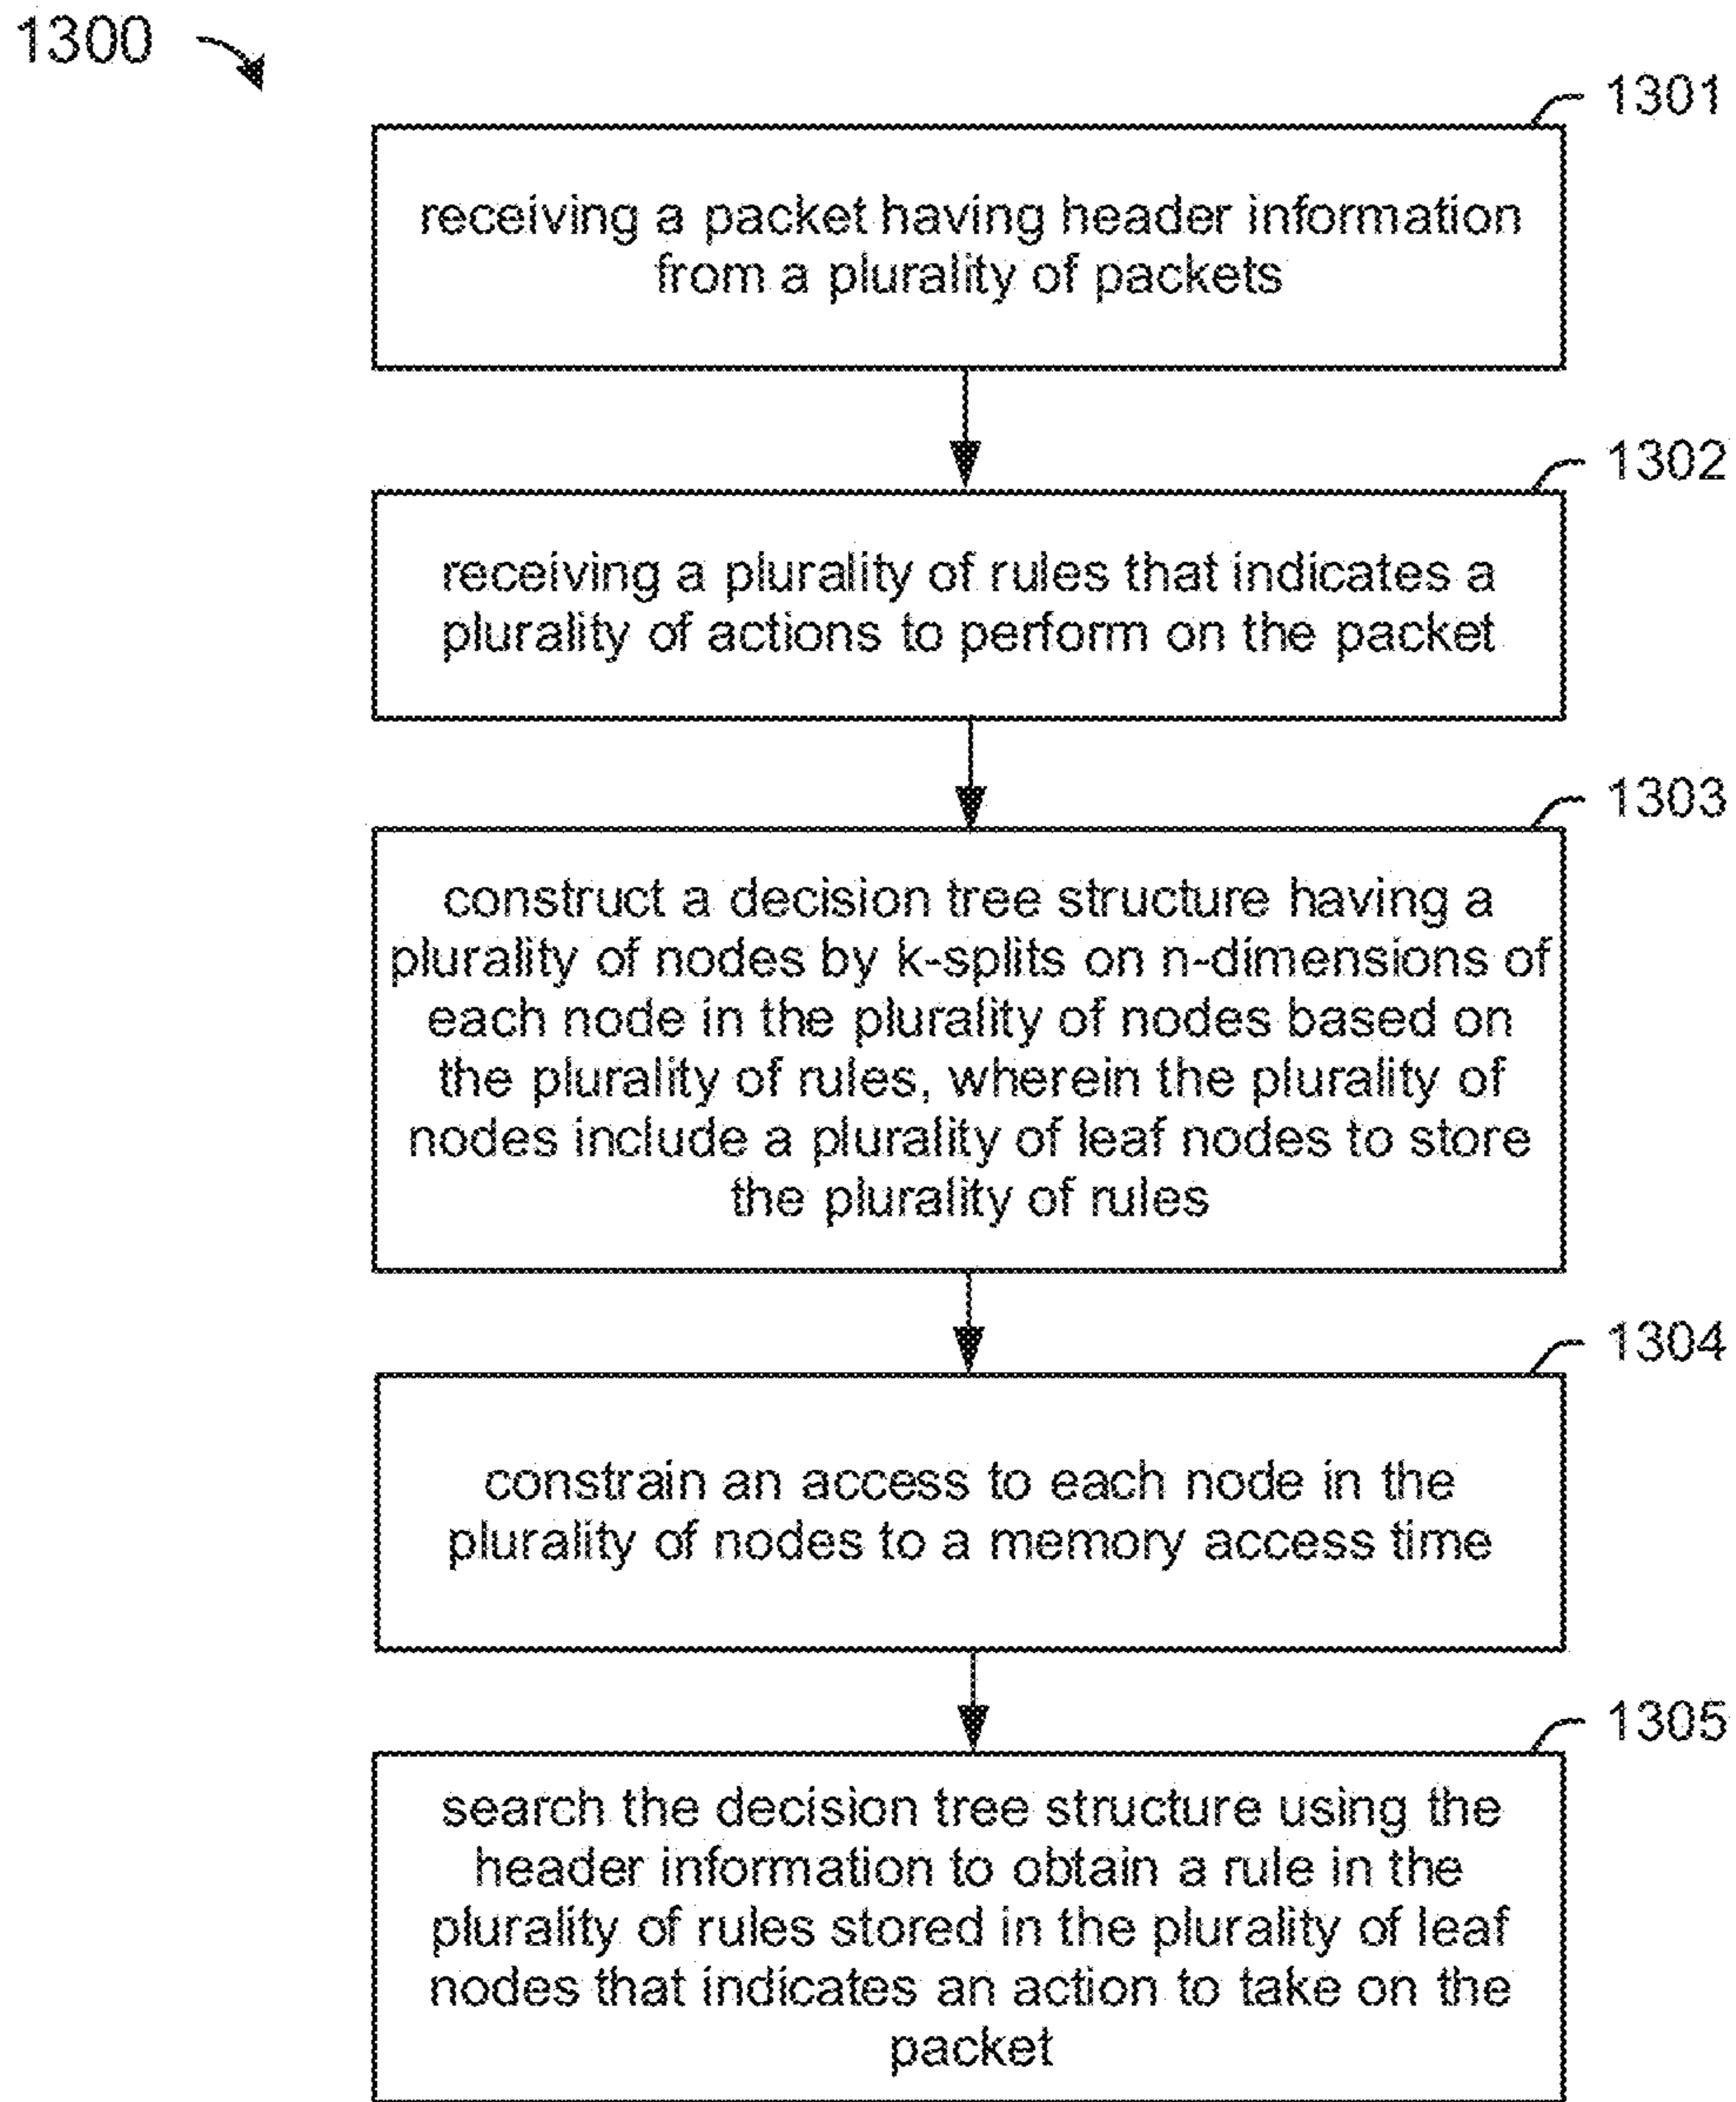 1300
1301
receiving a packet having header information
from a plurality of packets
1302
receiving a plurality of rules that indicates a
plurality of actions to perform on the packet
1303
construct a decision tree structure having a
plurality of nodes by k-splits on n-dimensions of
each node in the plurality of nodes based on
the plurality of rules, wherein the plurality of
nodes include a plurality of leaf nodes to store
the plurality of rules
1304
constrain an access to each node in the
plurality of nodes to a memory access time
1305
search the decision tree structure using the
header information to obtain a rule in the
plurality of rules stored in the plurality of leaf
nodes that indicates an action to take on the
packet